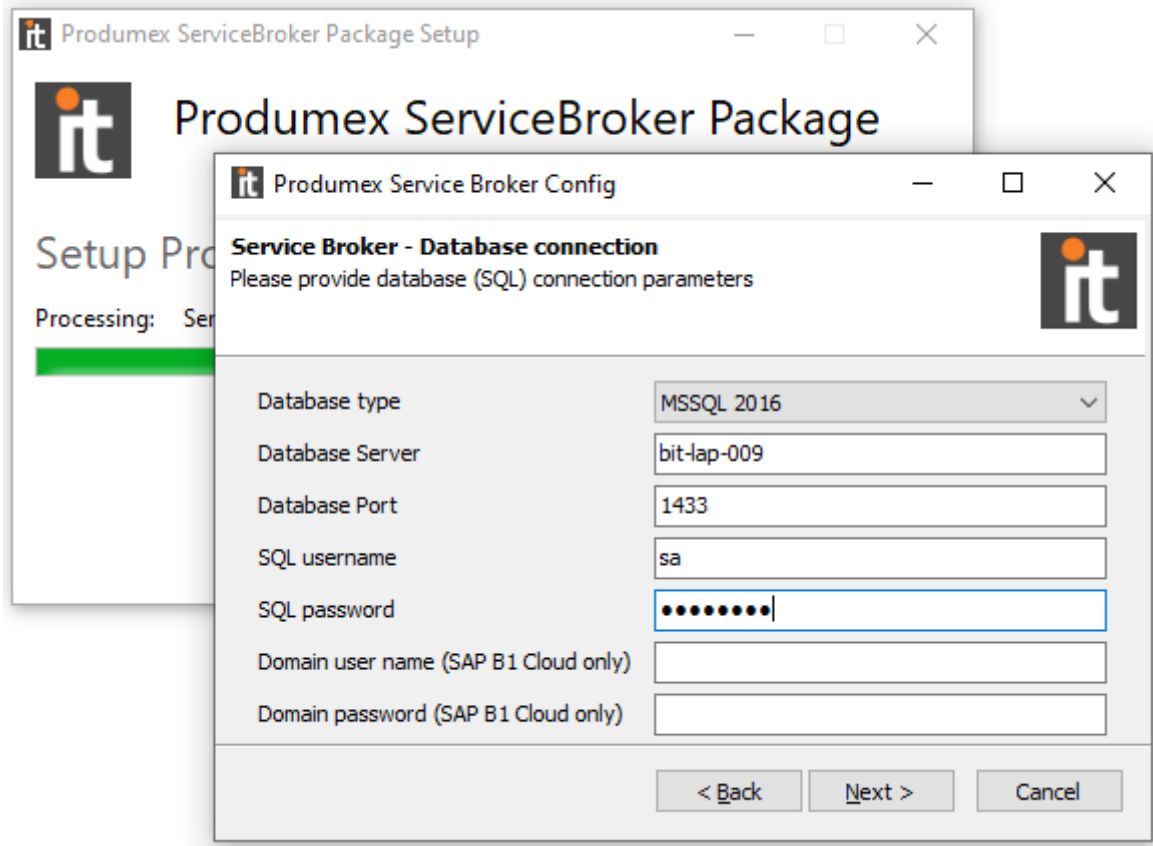 it Produmex ServiceBroker Package Setup
it Produmex ServiceBroker Package
it Produmex Service Broker Config
Setup
Service Broker - Database connection
Please provide database (SQL) connection parameters
it
Processing:
Database type MSSQL 2016
Database Server bit-lap-009
Database Port 1433
SQL username sa
SQL password ●●●●●●●●
Domain user name (SAP B1 Cloud only)
Domain password (SAP B1 Cloud only)
< Back Next > Cancel